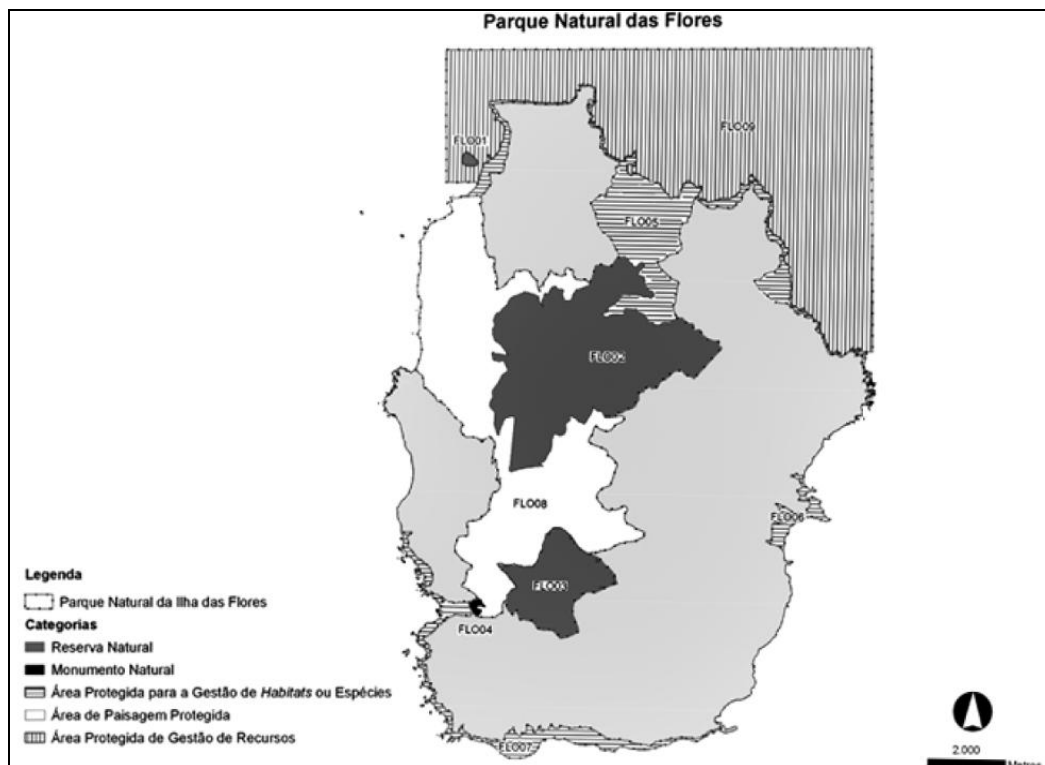 Parque Natural das Flores
FLO01
FLO09
FLO05
FLO02
FLO08
FLO06
FLO03
FLO04
FLO07
Legenda
Parque Natural da Ilha das Flores
Categorias
Reserva Natural
Monumento Natural
Área Protegida para a Gestão de Habitats ou Espécies
Área de Paisagem Protegida
Área Protegida de Gestão de Recursos
2.000
Metros